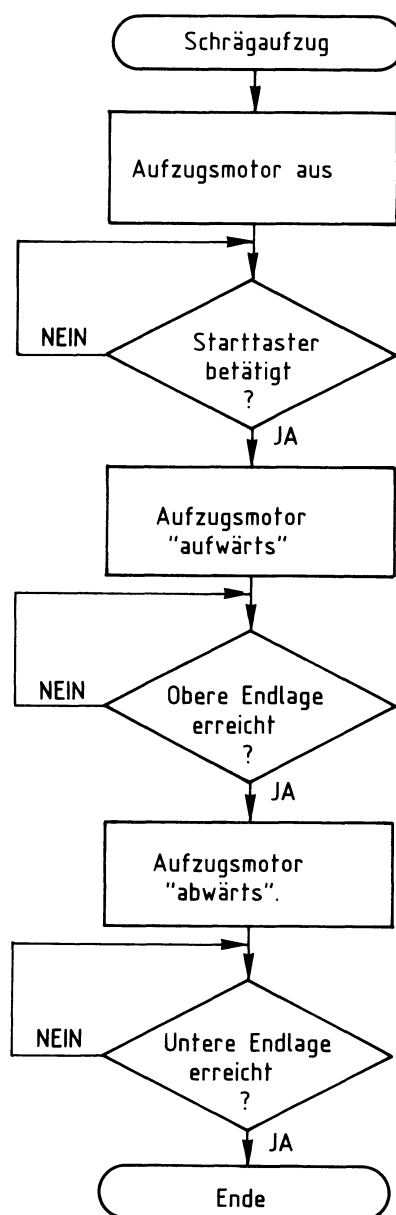 Schrägaufzug
Aufzugsmotor aus
NEIN
Starttaster
betätigt
?
JA
Aufzugsmotor
"aufwärts"
NEIN
Obere Endlage
erreicht
?
JA
Aufzugsmotor
"abwärts".
NEIN
Untere Endlage
erreicht
?
JA
Ende